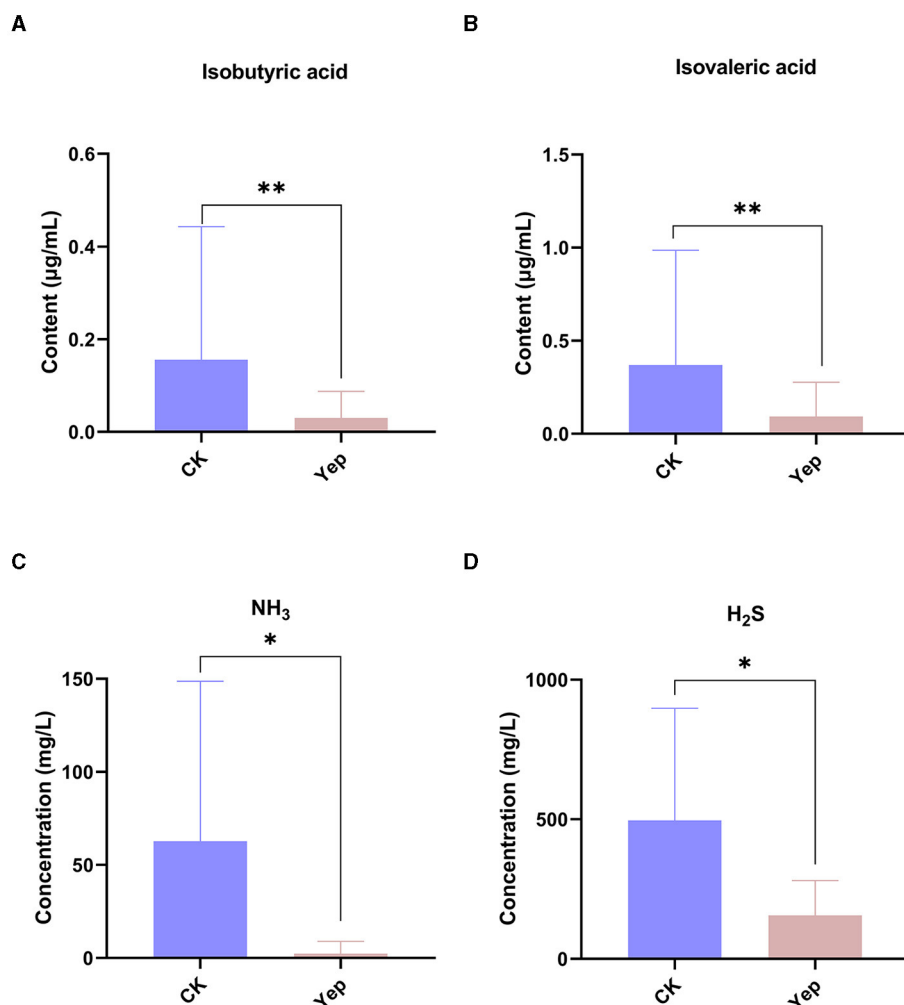 A
Isobutyric acid
Content (µg/mL)
0.6
0.4
0.2
0.0
**
CK
Yep
B
Isovaleric acid
Content (µg/mL)
1.5
1.0
0.5
0.0
**
CK
Yep
C
NH₃
Concentration (mg/L)
150
100
50
0
*
CK
Yep
D
H₂S
Concentration (mg/L)
1000
500
0
*
CK
Yep